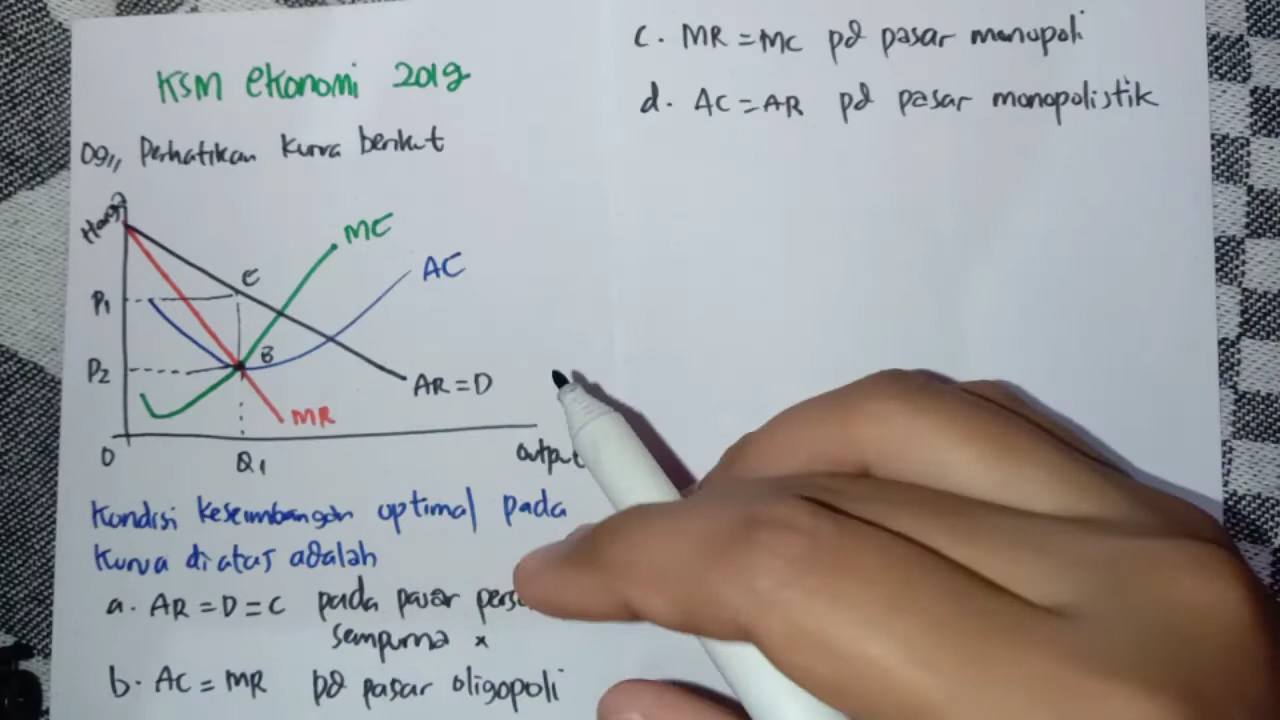 KSM ekonomi 2019
09,, Perhatikan kurva berikut
Harga
MC
AC
C
P1
B
P2
AR = D
MR
0
Q1
output
Kondisi keseimbangan optimal pada
kurva diatas adalah
a. AR = D = C pada pasar
sempurna x
b. AC = MR pd pasar oligopoli
c. MR = MC pd pasar monopoli
d. AC = AR pd pasar monopolistik